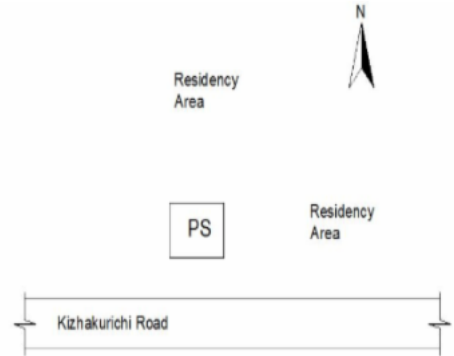 N
Residency
Area
PS
Residency
Area
Kizhakurichi Road